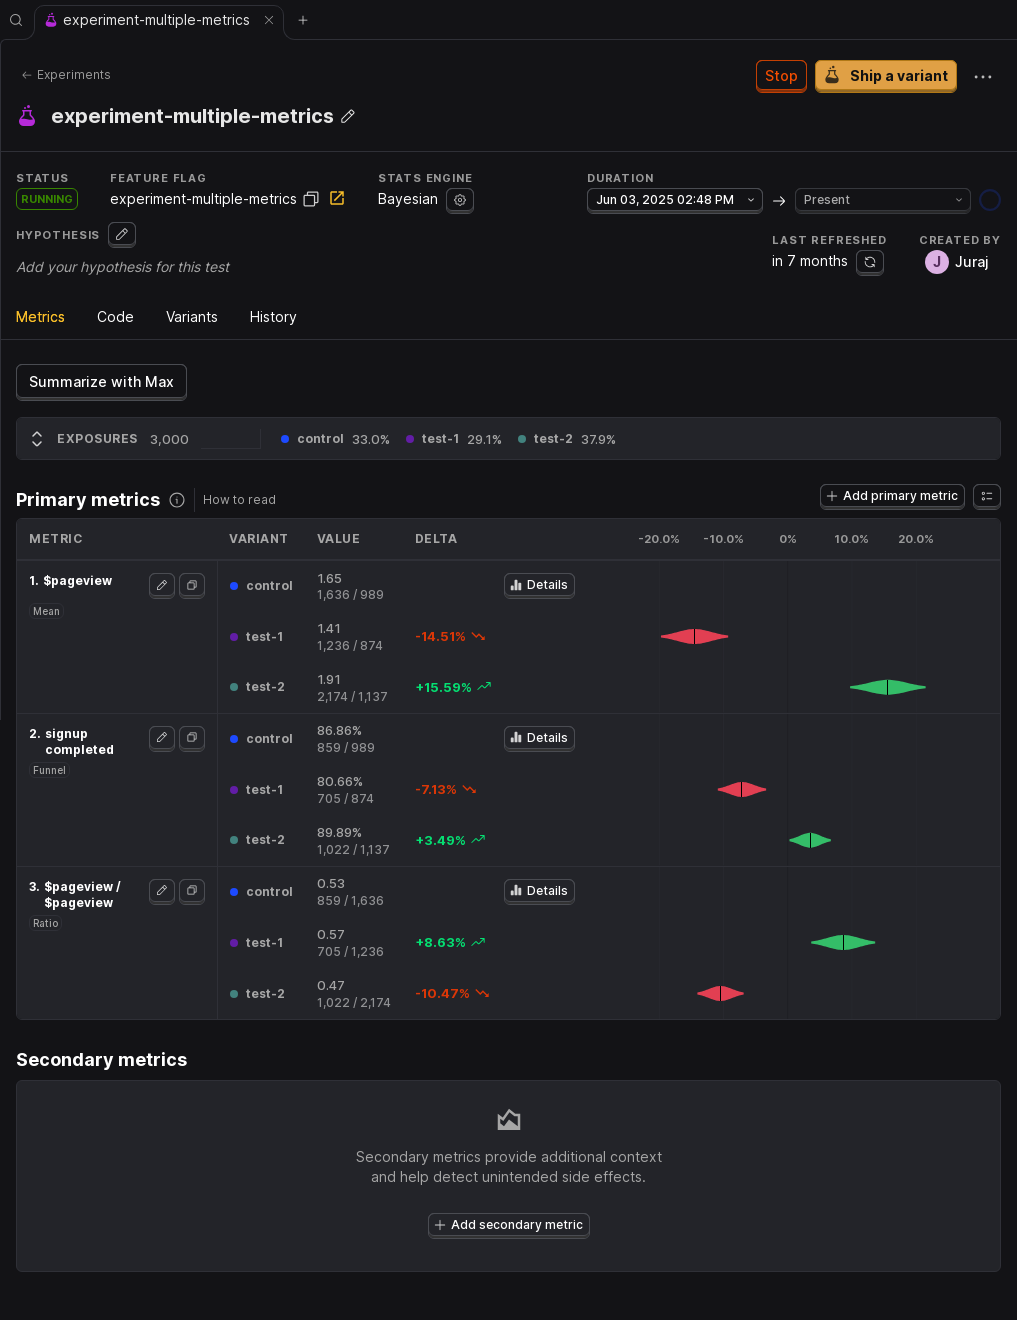 experiment-multiple-metrics
Experiments
Stop
Ship a variant
experiment-multiple-metrics
STATUS
FEATURE FLAG
STATS ENGINE
DURATION
RUNNING
experiment-multiple-metrics
Bayesian
Jun 03, 2025 02:48 PM
Present
HYPOTHESIS
LAST REFRESHED
CREATED BY
Add your hypothesis for this test
in 7 months
J Juraj
Metrics
Code
Variants
History
Summarize with Max
EXPOSURES 3,000 control 33.0% test-1 29.1% test-2 37.9%
Primary metrics
How to read
Add primary metric
METRIC VARIANT VALUE DELTA -20.0% -10.0% 0% 10.0% 20.0%
1. $pageview
Mean
control
1.65
1,636 / 989
Details
test-1
1.41
1,236 / 874
-14.51%
test-2
1.91
2,174 / 1,137
+15.59%
2. signup
completed
Funnel
control
86.86%
859 / 989
Details
test-1
80.66%
705 / 874
-7.13%
test-2
89.89%
1,022 / 1,137
+3.49%
3. $pageview /
$pageview
Ratio
control
0.53
859 / 1,636
Details
test-1
0.57
705 / 1,236
+8.63%
test-2
0.47
1,022 / 2,174
-10.47%
Secondary metrics
Secondary metrics provide additional context
and help detect unintended side effects.
Add secondary metric